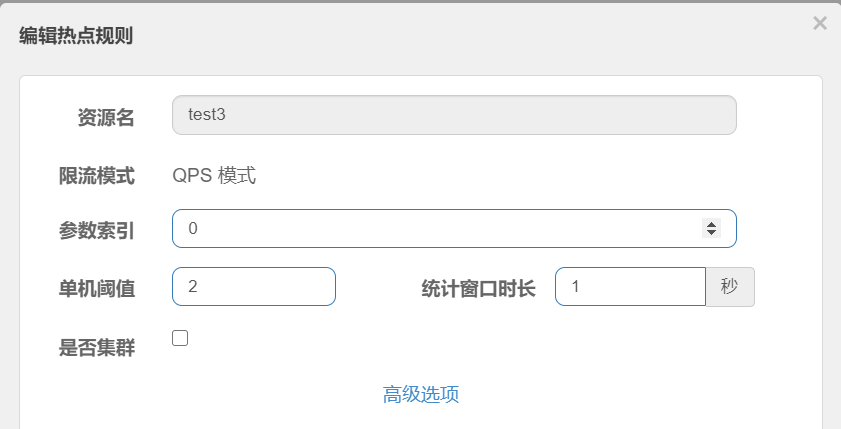 编辑热点规则 ×
资源名 test3
限流模式 QPS 模式
参数索引 0
单机阈值 2 统计窗口时长 1 秒
是否集群
高级选项